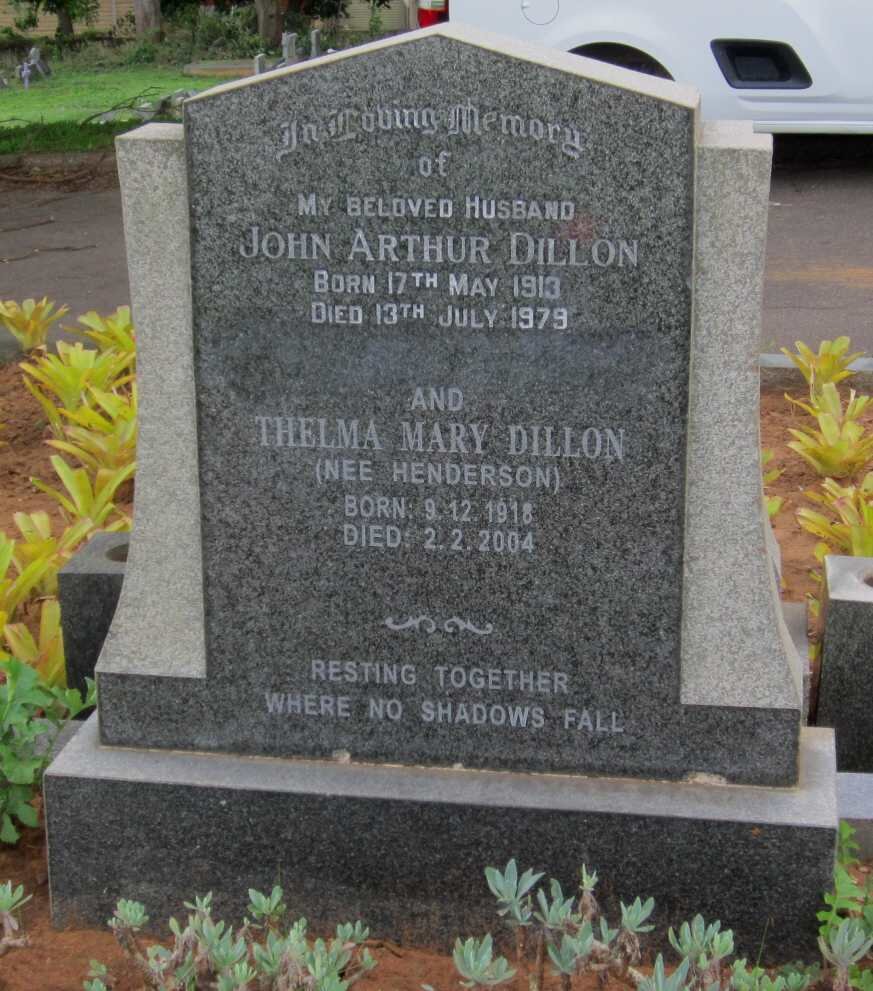 In Loving Memory
of
MY BELOVED HUSBAND
JOHN ARTHUR DILLON
BORN 17TH MAY 1913
DIED 13TH JULY 1979
AND
THELMA MARY DILLON
(NEE HENDERSON)
BORN: 9.12.1918
DIED: 2.2.2004
RESTING TOGETHER
WHERE NO SHADOWS FALL